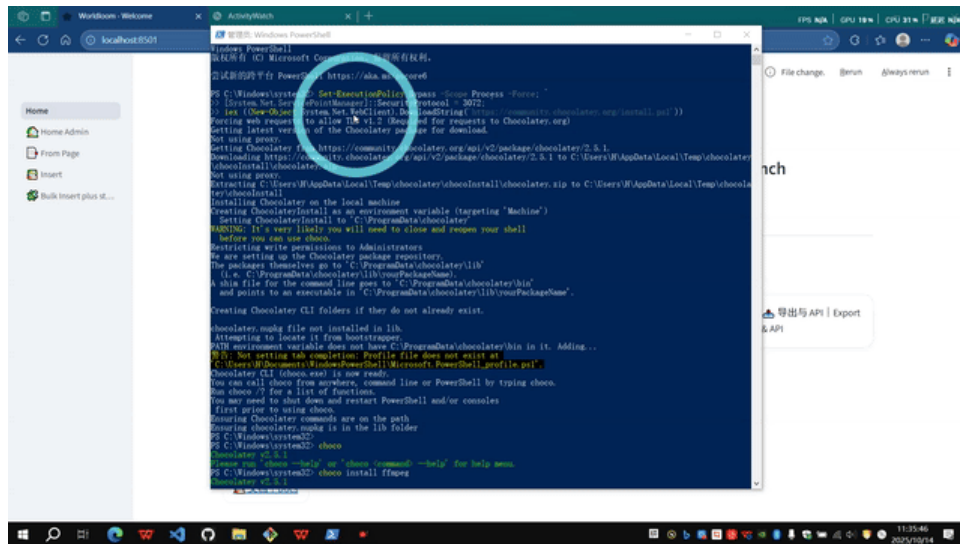 Worldloom - Welcome
ActivityWatch
FPS N/A
GPU 18%
CPU 31%
localhost:8501
管理员: Windows PowerShell
Windows PowerShell
版权所有 (C) Microsoft Corporation。保留所有权利。
尝试新的跨平台 PowerShell https://aka.ms/pscore6
PS C:\Windows\system32> Set-ExecutionPolicy Bypass -Scope Process -Force; `
>> [System.Net.ServicePointManager]::SecurityProtocol = 3072; `
>> iex ((New-Object System.Net.WebClient).DownloadString('https://community.chocolatey.org/install.ps1'))
Forcing web requests to allow TLS v1.2 (Required for requests to Chocolatey.org)
Getting latest version of the Chocolatey package for download.
Not using proxy.
Getting Chocolatey from https://community.chocolatey.org/api/v2/package/chocolatey/2.5.1.
Downloading https://community.chocolatey.org/api/v2/package/chocolatey/2.5.1 to C:\Users\H\AppData\Local\Temp\chocolatey
\chocoInstall\chocolatey.zip
Not using proxy.
Extracting C:\Users\H\AppData\Local\Temp\chocolatey\chocoInstall\chocolatey.zip to C:\Users\H\AppData\Local\Temp\chocola
tey\chocoInstall
Installing Chocolatey on the local machine
Creating ChocolateyInstall as an environment variable (targeting 'Machine')
Setting ChocolateyInstall to 'C:\ProgramData\chocolatey'
WARNING: It's very likely you will need to close and reopen your shell
before you can use choco.
Restricting write permissions to Administrators
We are setting up the Chocolatey package repository.
The packages themselves go to 'C:\ProgramData\chocolatey\lib'
(i.e. C:\ProgramData\chocolatey\lib\yourPackageName).
A shim file for the command line goes to 'C:\ProgramData\chocolatey\bin'
and points to an executable in 'C:\ProgramData\chocolatey\lib\yourPackageName'.
Creating Chocolatey CLI folders if they do not already exist.
chocolatey.nupkg file not installed in lib.
Attempting to locate it from bootstrapper.
PATH environment variable does not have C:\ProgramData\chocolatey\bin in it. Adding...
警告: Not setting tab completion: Profile file does not exist at
'C:\Users\H\Documents\WindowsPowerShell\Microsoft.PowerShell_profile.ps1'.
Chocolatey CLI (choco.exe) is now ready.
You can call choco from anywhere, command line or PowerShell by typing choco.
Run choco /? for a list of functions.
You may need to shut down and restart PowerShell and/or consoles
first prior to using choco.
Ensuring Chocolatey commands are on the path
Ensuring chocolatey.nupkg is in the lib folder
PS C:\Windows\system32>
PS C:\Windows\system32> choco
Chocolatey v2.5.1
Please run 'choco --help' or 'choco <command> --help' for help menu.
PS C:\Windows\system32> choco install ffmpeg
Chocolatey v2.5.1
Home
Home Admin
From Page
Insert
Bulk Insert plus st...
File change.
Rerun
Always rerun
nch
导出与 API | Export
& API
11:35:46
2025/10/14